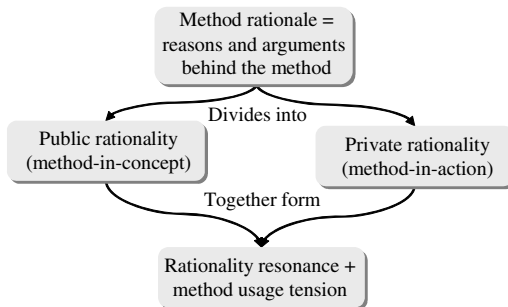 Method rationale =
reasons and arguments
behind the method
Divides into
Public rationality
(method-in-concept)
Private rationality
(method-in-action)
Together form
Rationality resonance +
method usage tension